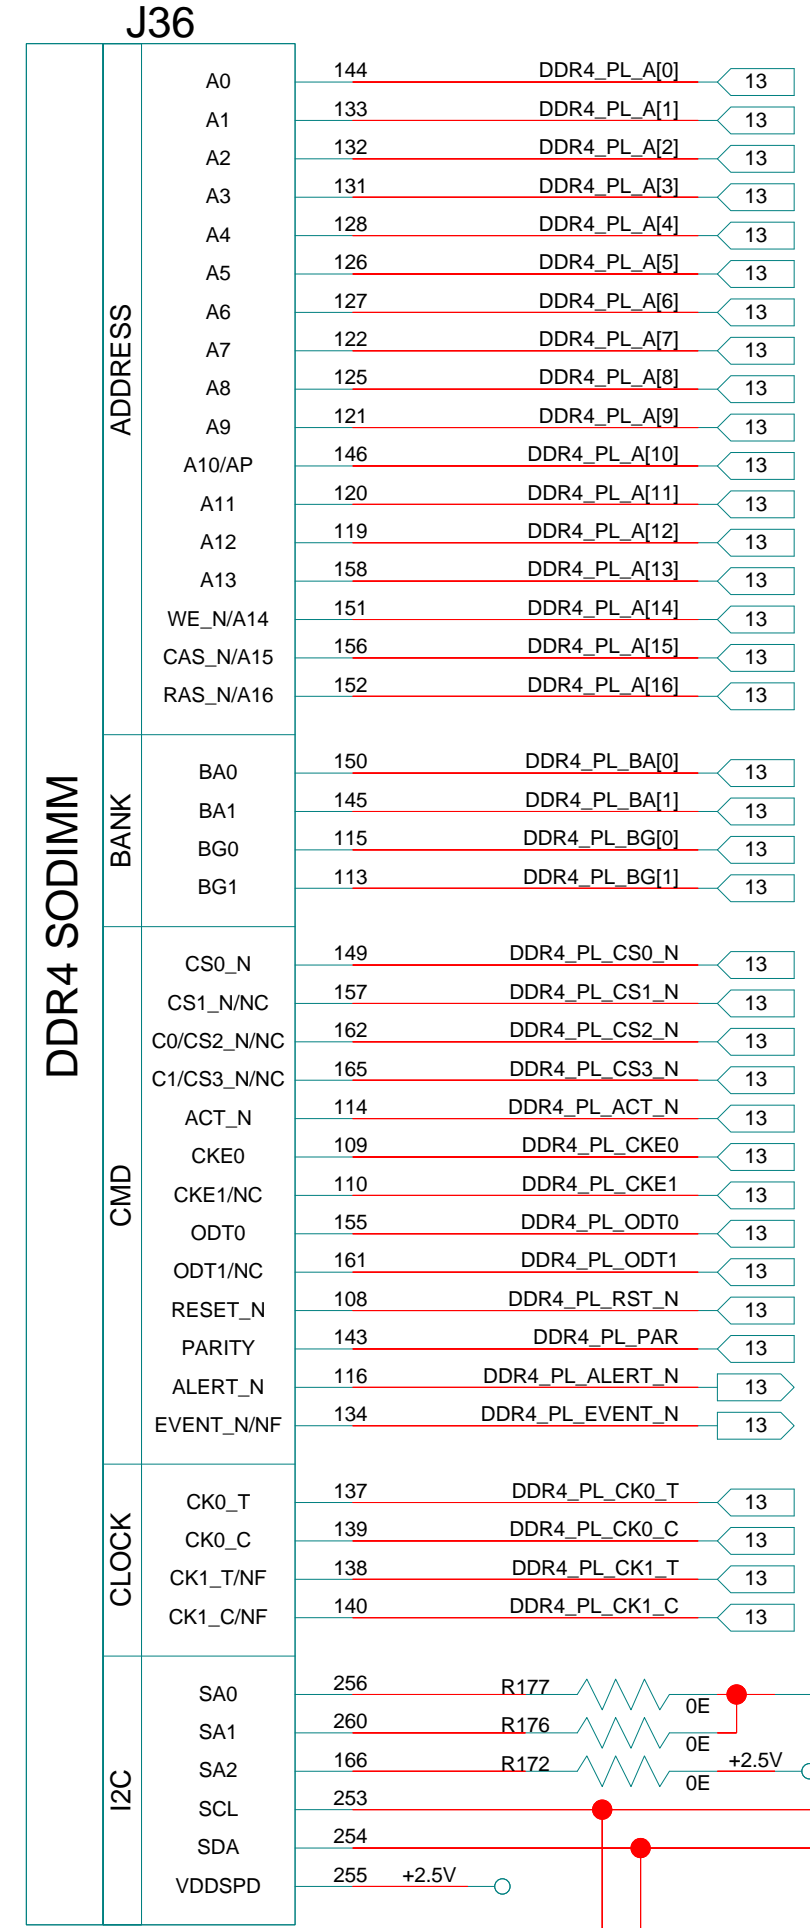 J36
DDR4 SODIMM
ADDRESS
A0 144 DDR4_PL_A[0] 13
A1 133 DDR4_PL_A[1] 13
A2 132 DDR4_PL_A[2] 13
A3 131 DDR4_PL_A[3] 13
A4 128 DDR4_PL_A[4] 13
A5 126 DDR4_PL_A[5] 13
A6 127 DDR4_PL_A[6] 13
A7 122 DDR4_PL_A[7] 13
A8 125 DDR4_PL_A[8] 13
A9 121 DDR4_PL_A[9] 13
A10/AP 146 DDR4_PL_A[10] 13
A11 120 DDR4_PL_A[11] 13
A12 119 DDR4_PL_A[12] 13
A13 158 DDR4_PL_A[13] 13
WE_N/A14 151 DDR4_PL_A[14] 13
CAS_N/A15 156 DDR4_PL_A[15] 13
RAS_N/A16 152 DDR4_PL_A[16] 13
BANK
BA0 150 DDR4_PL_BA[0] 13
BA1 145 DDR4_PL_BA[1] 13
BG0 115 DDR4_PL_BG[0] 13
BG1 113 DDR4_PL_BG[1] 13
CMD
CS0_N 149 DDR4_PL_CS0_N 13
CS1_N/NC 157 DDR4_PL_CS1_N 13
C0/CS2_N/NC 162 DDR4_PL_CS2_N 13
C1/CS3_N/NC 165 DDR4_PL_CS3_N 13
ACT_N 114 DDR4_PL_ACT_N 13
CKE0 109 DDR4_PL_CKE0 13
CKE1/NC 110 DDR4_PL_CKE1 13
ODT0 155 DDR4_PL_ODT0 13
ODT1/NC 161 DDR4_PL_ODT1 13
RESET_N 108 DDR4_PL_RST_N 13
PARITY 143 DDR4_PL_PAR 13
ALERT_N 116 DDR4_PL_ALERT_N 13
EVENT_N/NF 134 DDR4_PL_EVENT_N 13
CLOCK
CK0_T 137 DDR4_PL_CK0_T 13
CK0_C 139 DDR4_PL_CK0_C 13
CK1_T/NF 138 DDR4_PL_CK1_T 13
CK1_C/NF 140 DDR4_PL_CK1_C 13
I2C
SA0 256 R177 0E
SA1 260 R176 0E
SA2 166 R172 0E +2.5V
SCL 253
SDA 254
VDDSPD 255 +2.5V